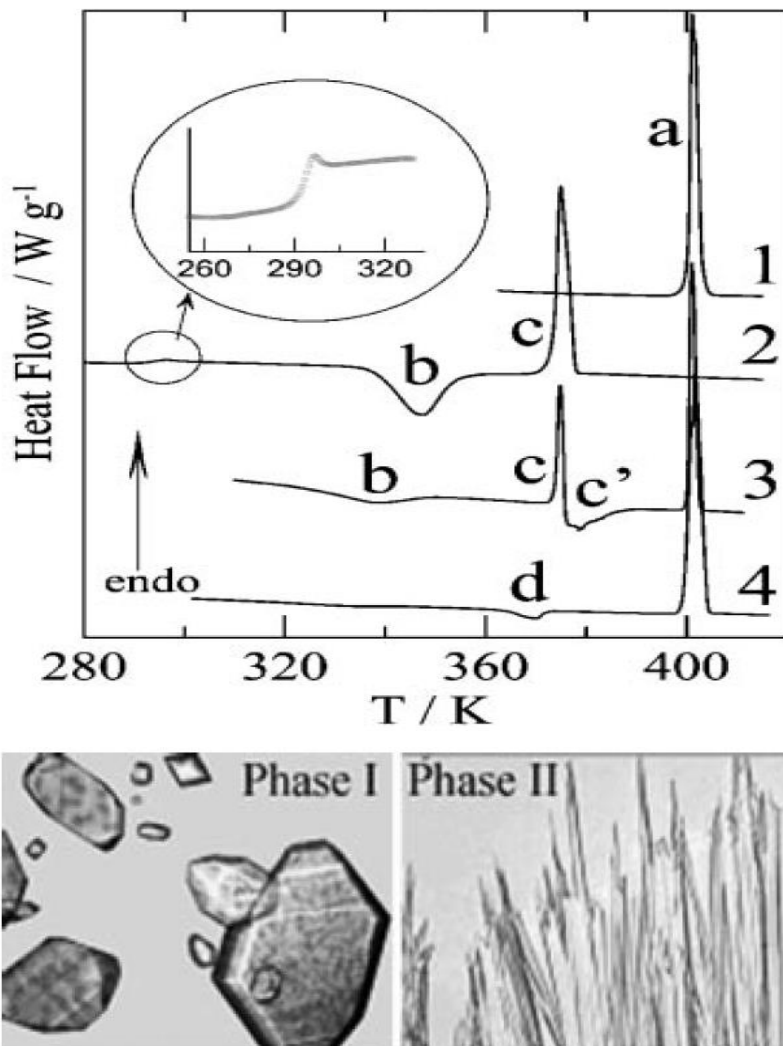 Heat Flow / W g⁻¹
260 290 320
a
1
c
2
b
b
c
c'
3
endo
d
4
280 320 360 400
T / K
Phase I
Phase II